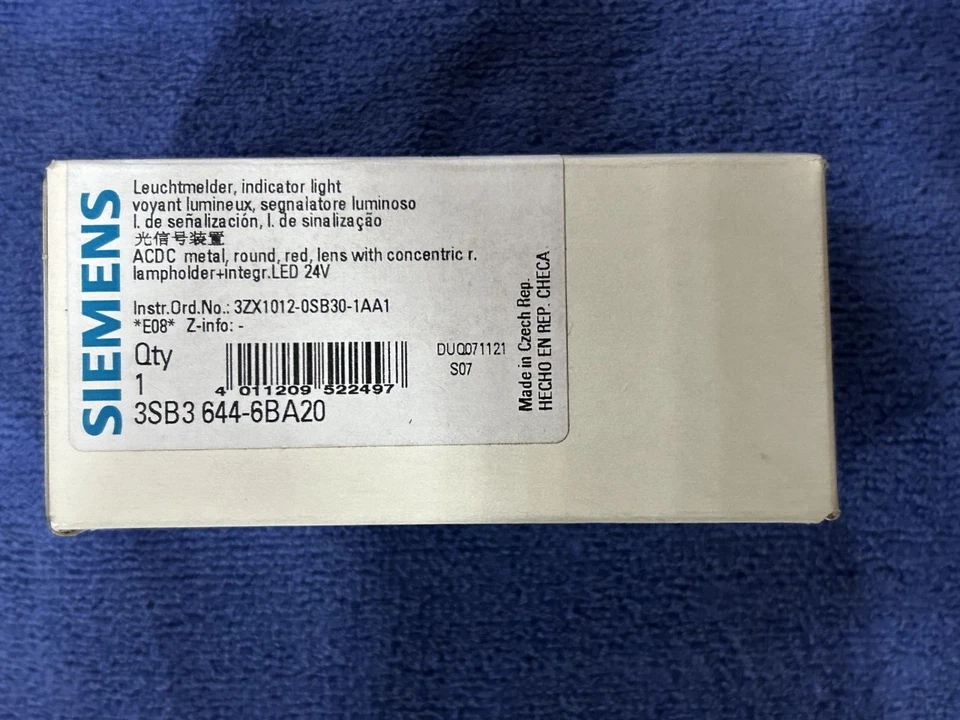 SIEMENS
Leuchtmelder, indicator light
voyant lumineux, segnalatore luminoso
l. de señalización, l. de sinalização
光信号装置
ACDC metal, round, red, lens with concentric r.
lampholder+integr.LED 24V
Instr.Ord.No.: 3ZX1012-0SB30-1AA1
*E08* Z-info: -
Qty
1
4 011209 522497
3SB3 644-6BA20
DUQ071121
S07
Made in Czech Rep.
HECHO EN REP. CHECA